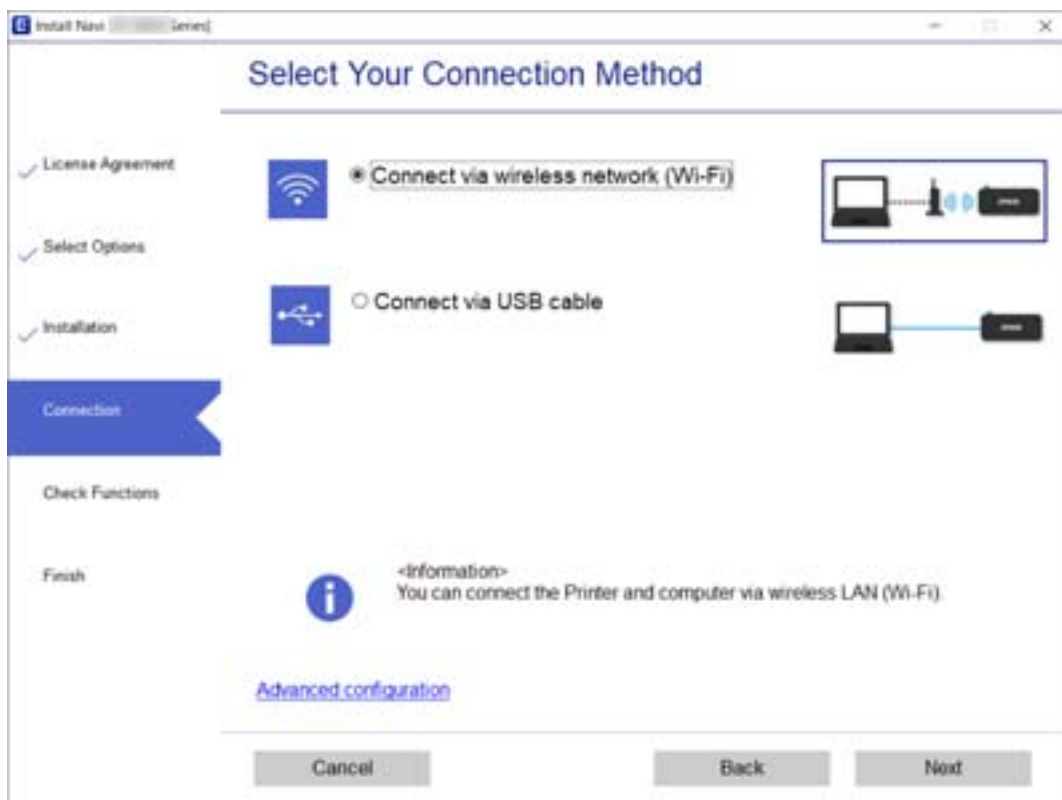 Install Navi Series]
Select Your Connection Method
License Agreement
Select Options
Installation
Connection
Check Functions
Finish
Connect via wireless network (Wi-Fi)
Connect via USB cable
<Information>
You can connect the Printer and computer via wireless LAN (Wi-Fi).
Advanced configuration
Cancel
Back
Next